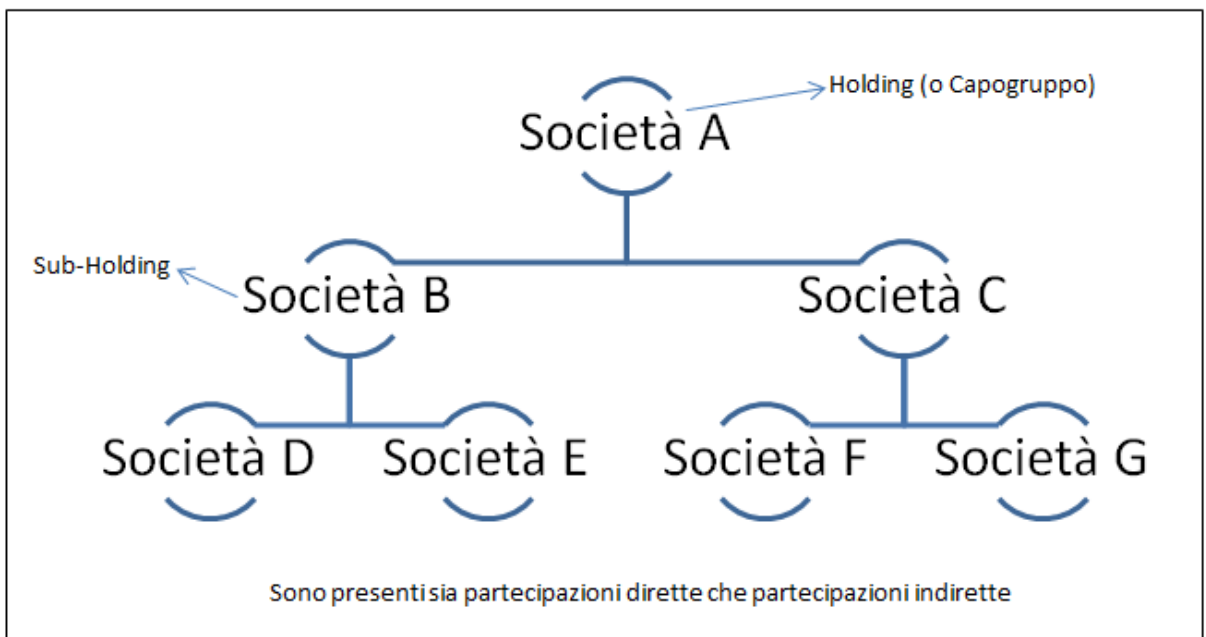 Holding (o Capogruppo)
Società A
Sub-Holding
Società B
Società C
Società D
Società E
Società F
Società G
Sono presenti sia partecipazioni dirette che partecipazioni indirette